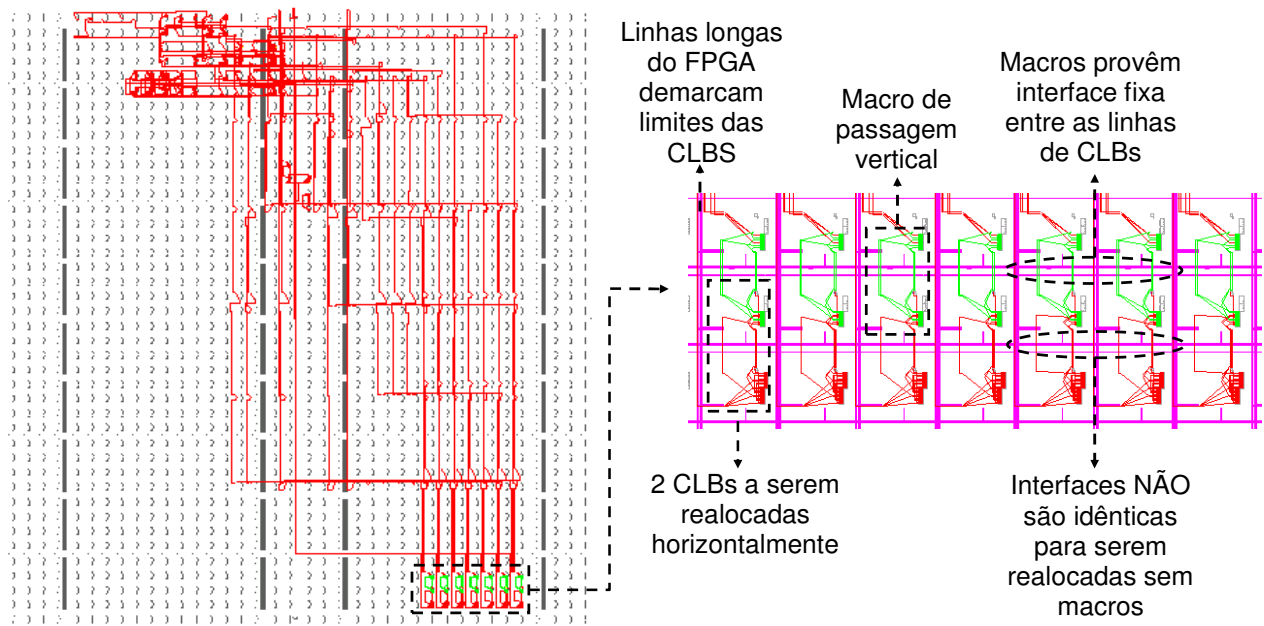 Linhas longas
do FPGA
demarcam
limites das
CLBS
Macro de
passagem
vertical
Macros provêm
interface fixa
entre as linhas
de CLBs
2 CLBs a serem
realocadas
horizontalmente
Interfaces NÃO
são idênticas
para serem
realocadas sem
macros